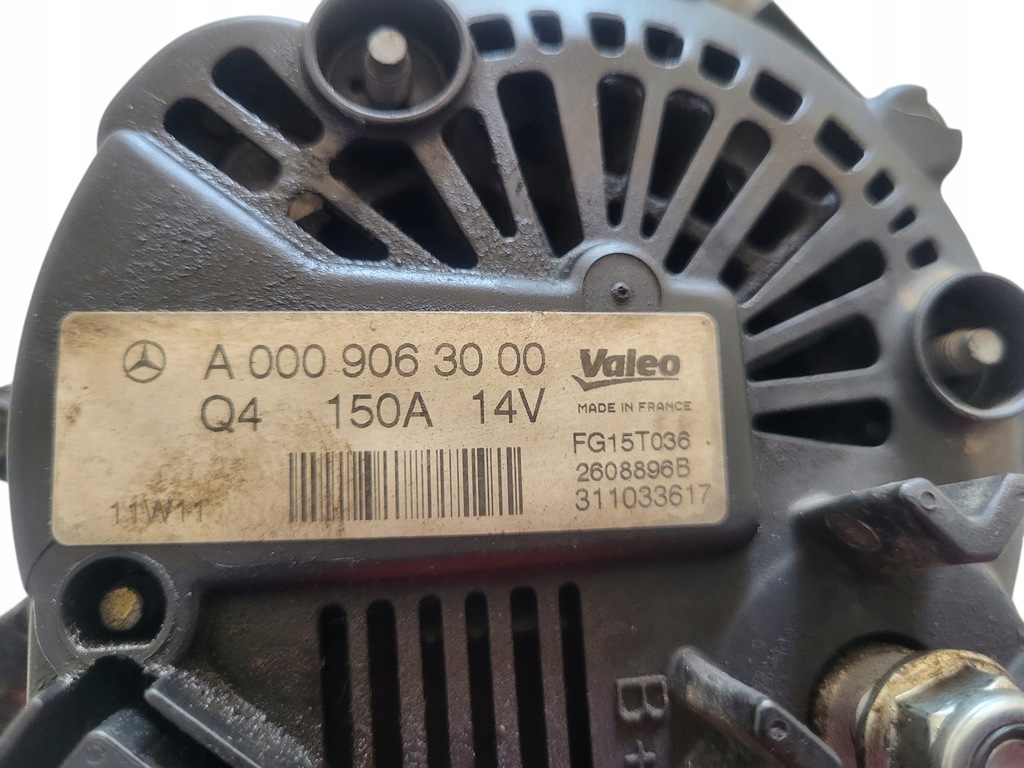 A 000 906 30 00
Q4 150A 14V
11W11
Valeo
MADE IN FRANCE
FG15T036
2608896B
311033617
B+